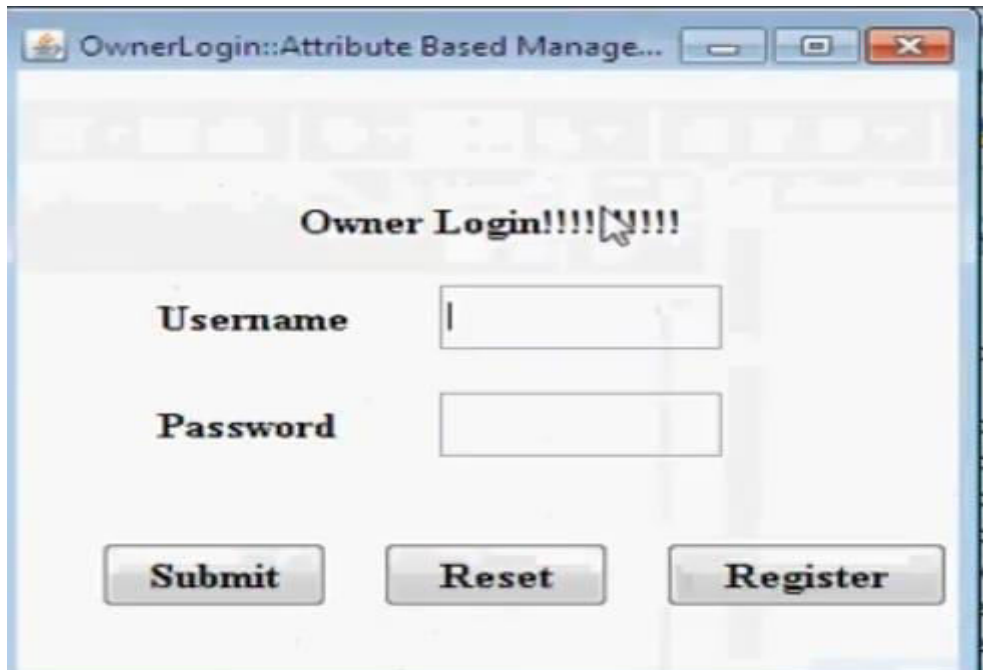 OwnerLogin::Attribute Based Manage...
Owner Login!!!!!!!!!!
Username
Password
Submit Reset Register